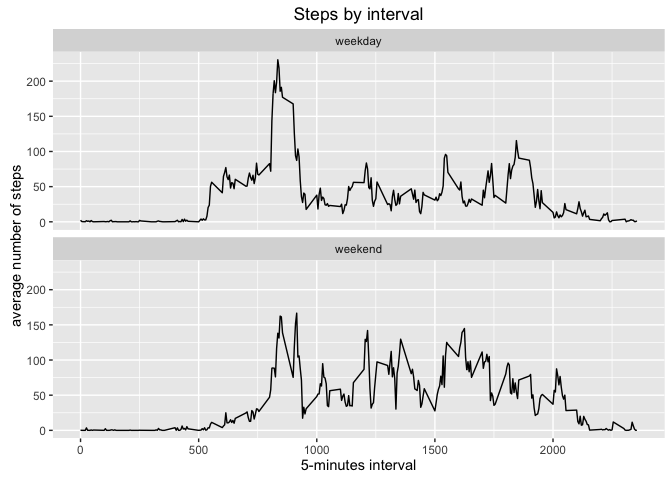 Steps by interval
weekday
200
150
100
50
0
average number of steps
weekend
200
150
100
50
0
0 500 1000 1500 2000
5-minutes interval